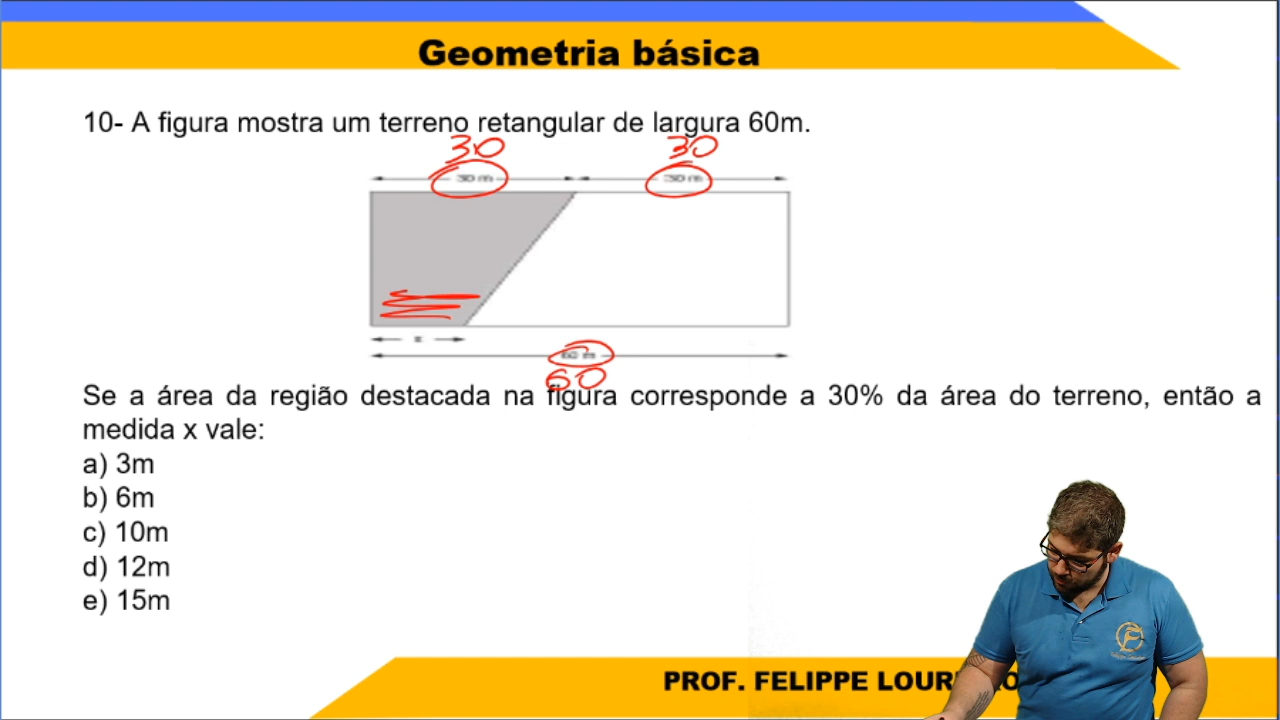 Geometria básica
10- A figura mostra um terreno retangular de largura 60m.
30 30
30 m 30 m
x
60 m
60
Se a área da região destacada na figura corresponde a 30% da área do terreno, então a
medida x vale:
a) 3m
b) 6m
c) 10m
d) 12m
e) 15m
PROF. FELIPPE